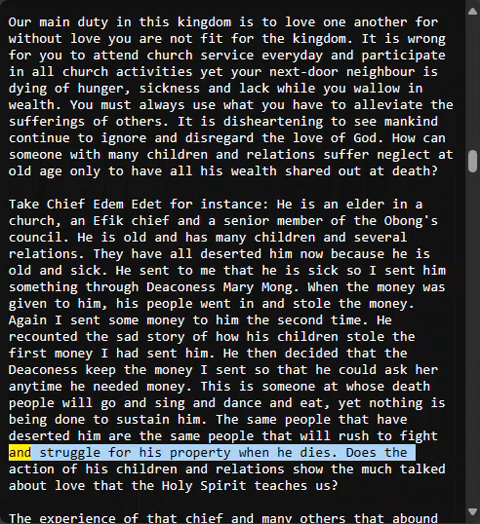 Our main duty in this kingdom is to love one another for
without love you are not fit for the kingdom. It is wrong
for you to attend church service everyday and participate
in all church activities yet your next-door neighbour is
dying of hunger, sickness and lack while you wallow in
wealth. You must always use what you have to alleviate the
sufferings of others. It is disheartening to see mankind
continue to ignore and disregard the love of God. How can
someone with many children and relations suffer neglect at
old age only to have all his wealth shared out at death?

Take Chief Edem Edet for instance: He is an elder in a
church, an Efik chief and a senior member of the Obong's
council. He is old and has many children and several
relations. They have all deserted him now because he is
old and sick. He sent to me that he is sick so I sent him
something through Deaconess Mary Mong. When the money was
given to him, his people went in and stole the money.
Again I sent some money to him the second time. He
recounted the sad story of how his children stole the
first money I had sent him. He then decided that the
Deaconess keep the money I sent so that he could ask her
anytime he needed money. This is someone at whose death
people will go and sing and dance and eat, yet nothing is
being done to sustain him. The same people that have
deserted him are the same people that will rush to fight
and struggle for his property when he dies. Does the
action of his children and relations show the much talked
about love that the Holy Spirit teaches us?

The experience of that chief and many others that abound